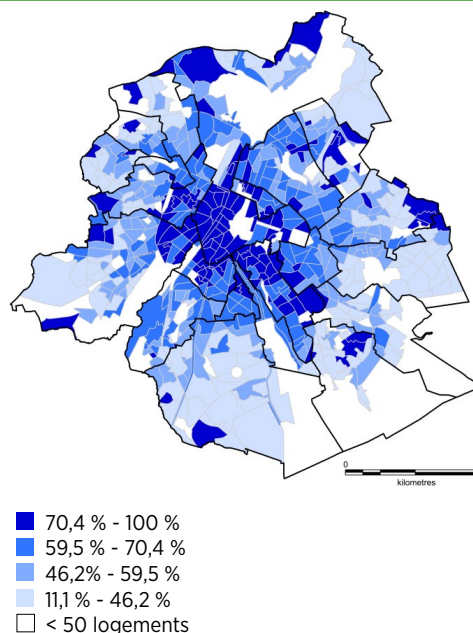 0
kilometres
70,4 % - 100 %
59,5 % - 70,4 %
46,2% - 59,5 %
11,1 % - 46,2 %
< 50 logements